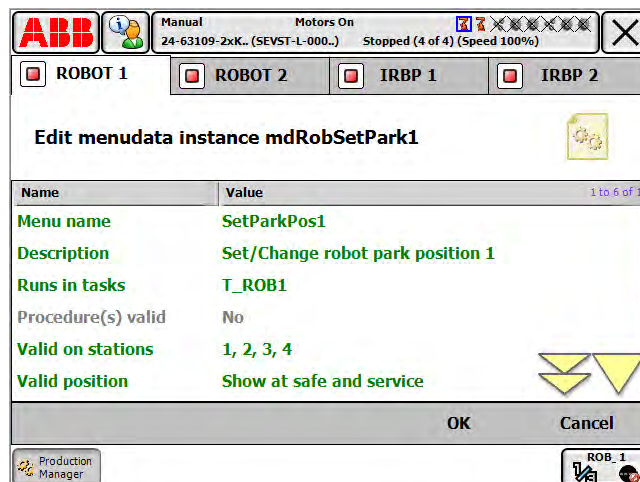 ABB
Manual Motors On
24-63109-2xK.. (SEVST-L-000..) Stopped (4 of 4) (Speed 100%)
ROBOT 1 ROBOT 2 IRBP 1 IRBP 2
Edit menudata instance mdRobSetPark1
Name Value 1 to 6 of 1
Menu name SetParkPos1
Description Set/Change robot park position 1
Runs in tasks T_ROB1
Procedure(s) valid No
Valid on stations 1, 2, 3, 4
Valid position Show at safe and service
OK Cancel
Production
Manager
ROB_1